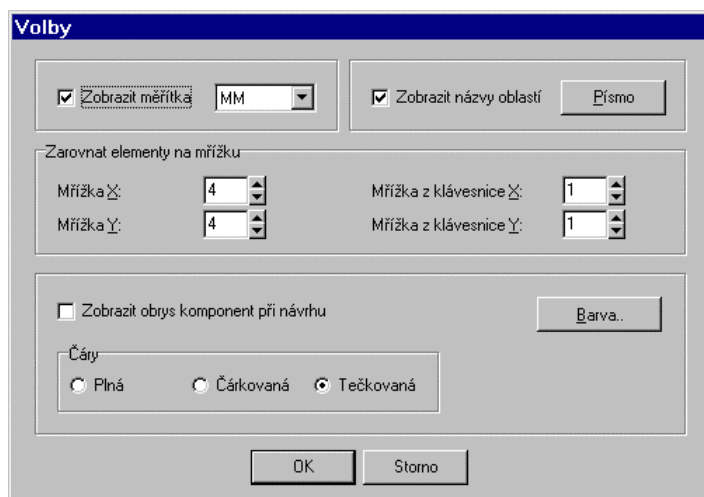 Volby
Zobrazit měřítka MM Zobrazit názvy oblastí Písmo
Zarovnat elementy na mřížku
Mřížka X: 4 Mřížka z klávesnice X: 1
Mřížka Y: 4 Mřížka z klávesnice Y: 1
Zobrazit obrys komponent při návrhu Barva..
Čáry
Plná Čárkovaná Tečkovaná
OK Storno